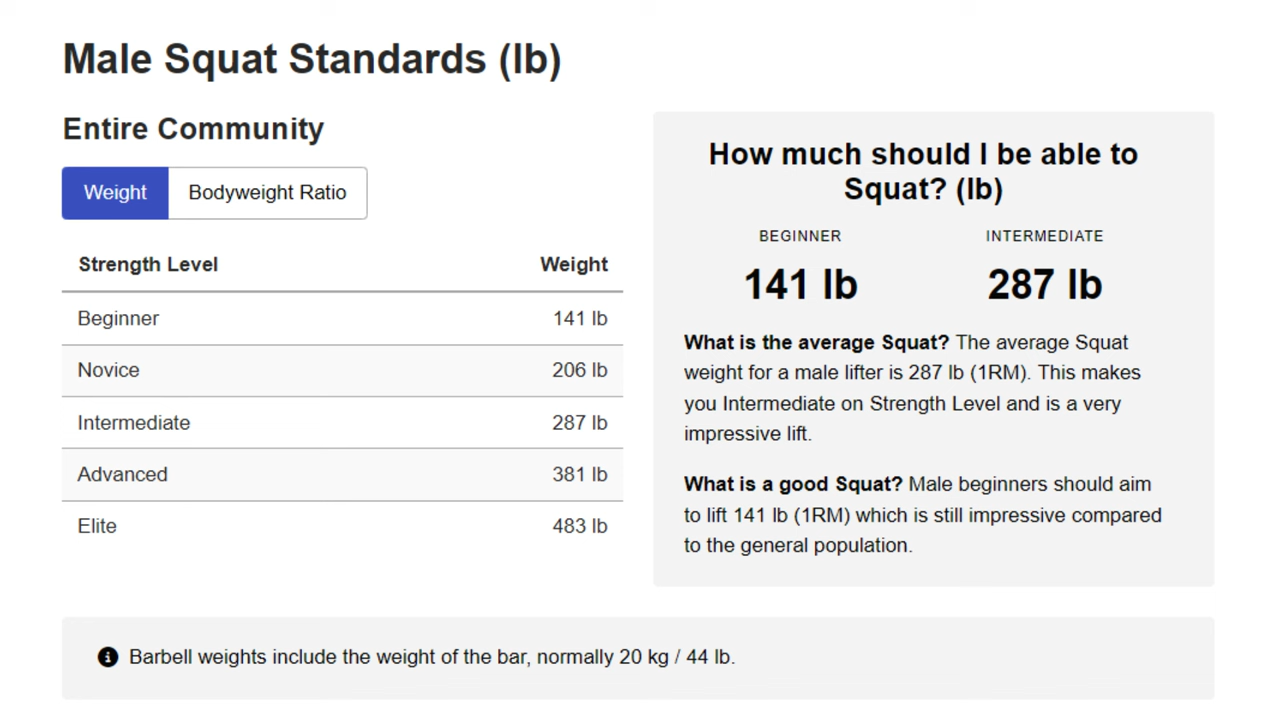 Male Squat Standards (lb)
Entire Community
Weight
Bodyweight Ratio
Strength Level Weight
Beginner 141 lb
Novice 206 lb
Intermediate 287 lb
Advanced 381 lb
Elite 483 lb
How much should I be able to
Squat? (lb)
BEGINNER INTERMEDIATE
141 lb 287 lb
What is the average Squat? The average Squat
weight for a male lifter is 287 lb (1RM). This makes
you Intermediate on Strength Level and is a very
impressive lift.
What is a good Squat? Male beginners should aim
to lift 141 lb (1RM) which is still impressive compared
to the general population.
Barbell weights include the weight of the bar, normally 20 kg / 44 lb.